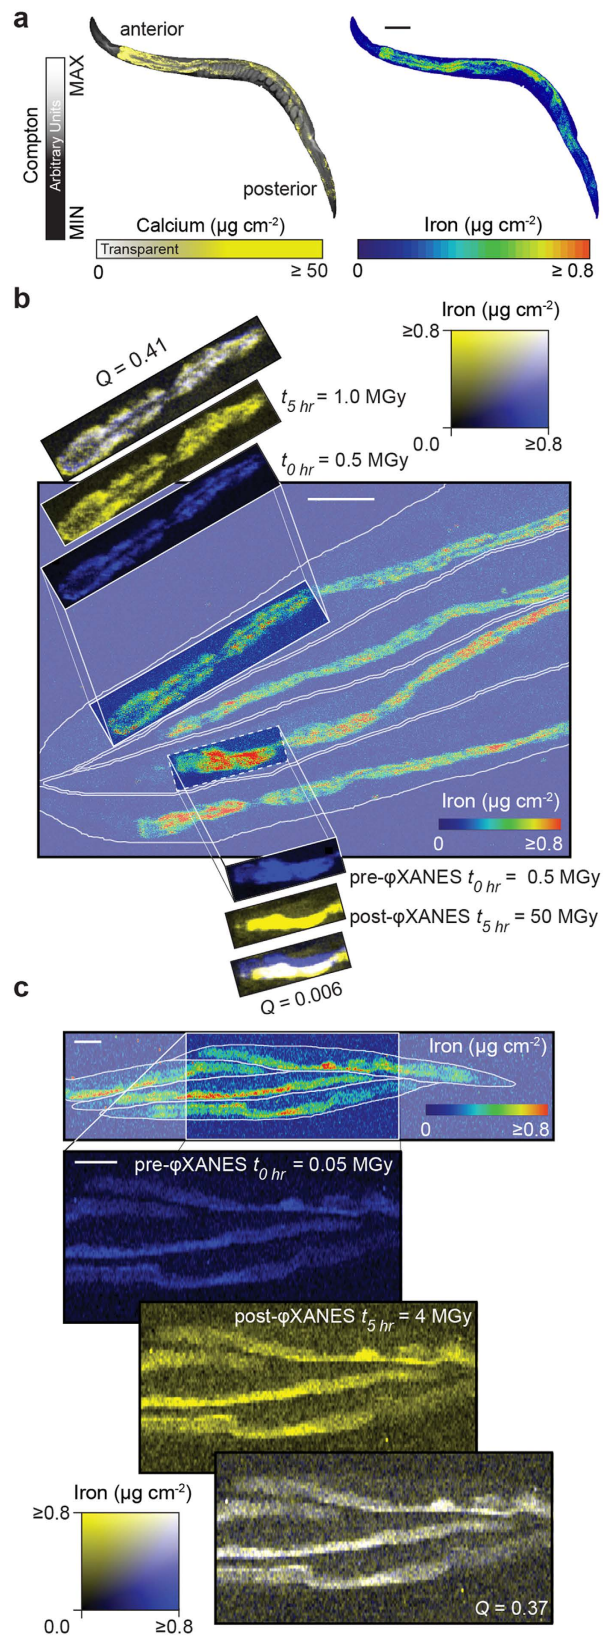 a
anterior
MAX
Compton
Arbitrary Units
MIN
posterior
Calcium (µg cm-2)
Transparent
0
≥ 50
Iron (µg cm-2)
0
≥ 0.8
b
Q = 0.41
t5 hr = 1.0 MGy
t0 hr = 0.5 MGy
Iron (µg cm-2)
≥0.8
0.0
≥0.8
Iron (µg cm-2)
0
≥0.8
pre-φXANES t0 hr = 0.5 MGy
post-φXANES t5 hr = 50 MGy
Q = 0.006
c
Iron (µg cm-2)
0
≥0.8
pre-φXANES t0 hr = 0.05 MGy
post-φXANES t5 hr = 4 MGy
Iron (µg cm-2)
≥0.8
0.0
≥0.8
Q = 0.37